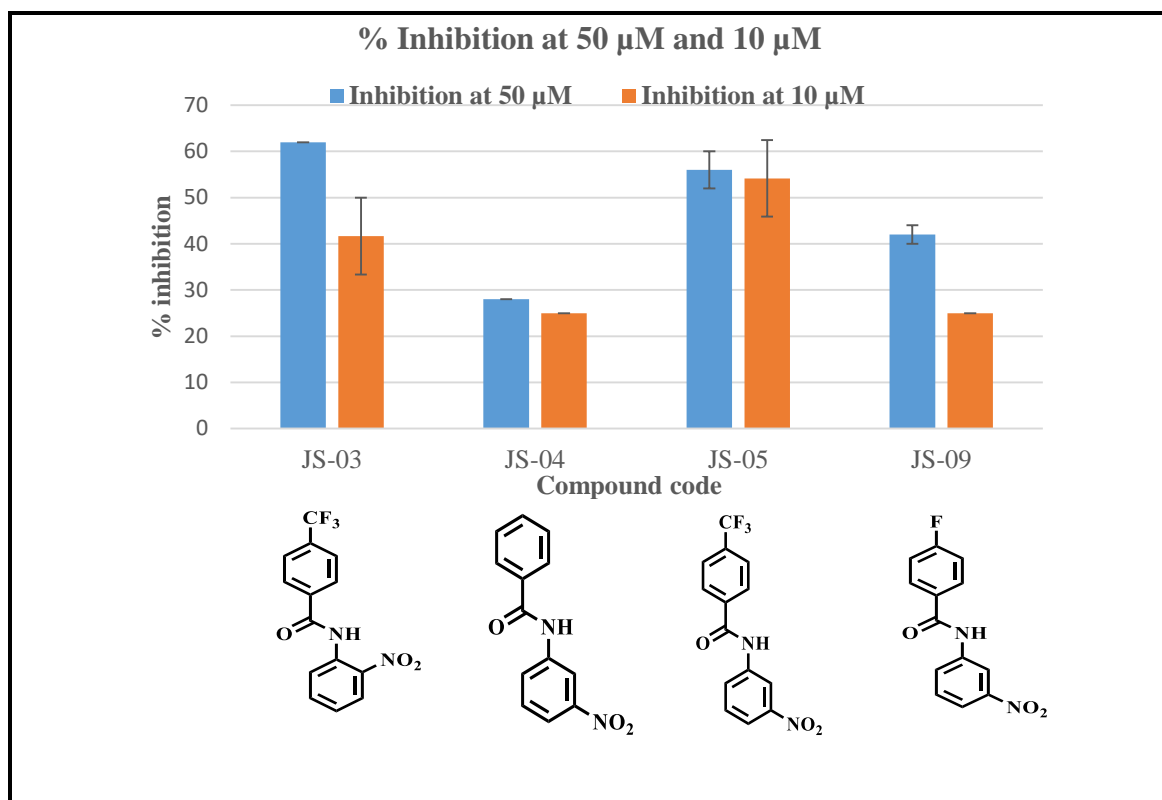 % Inhibition at 50 µM and 10 µM
Inhibition at 50 µM Inhibition at 10 µM
70
60
50
40
30
20
10
0
% inhibition
JS-03 JS-04 JS-05 JS-09
Compound code
CF3
O
NH
NO2
O
NH
NO2
CF3
O
NH
NO2
F
O
NH
NO2